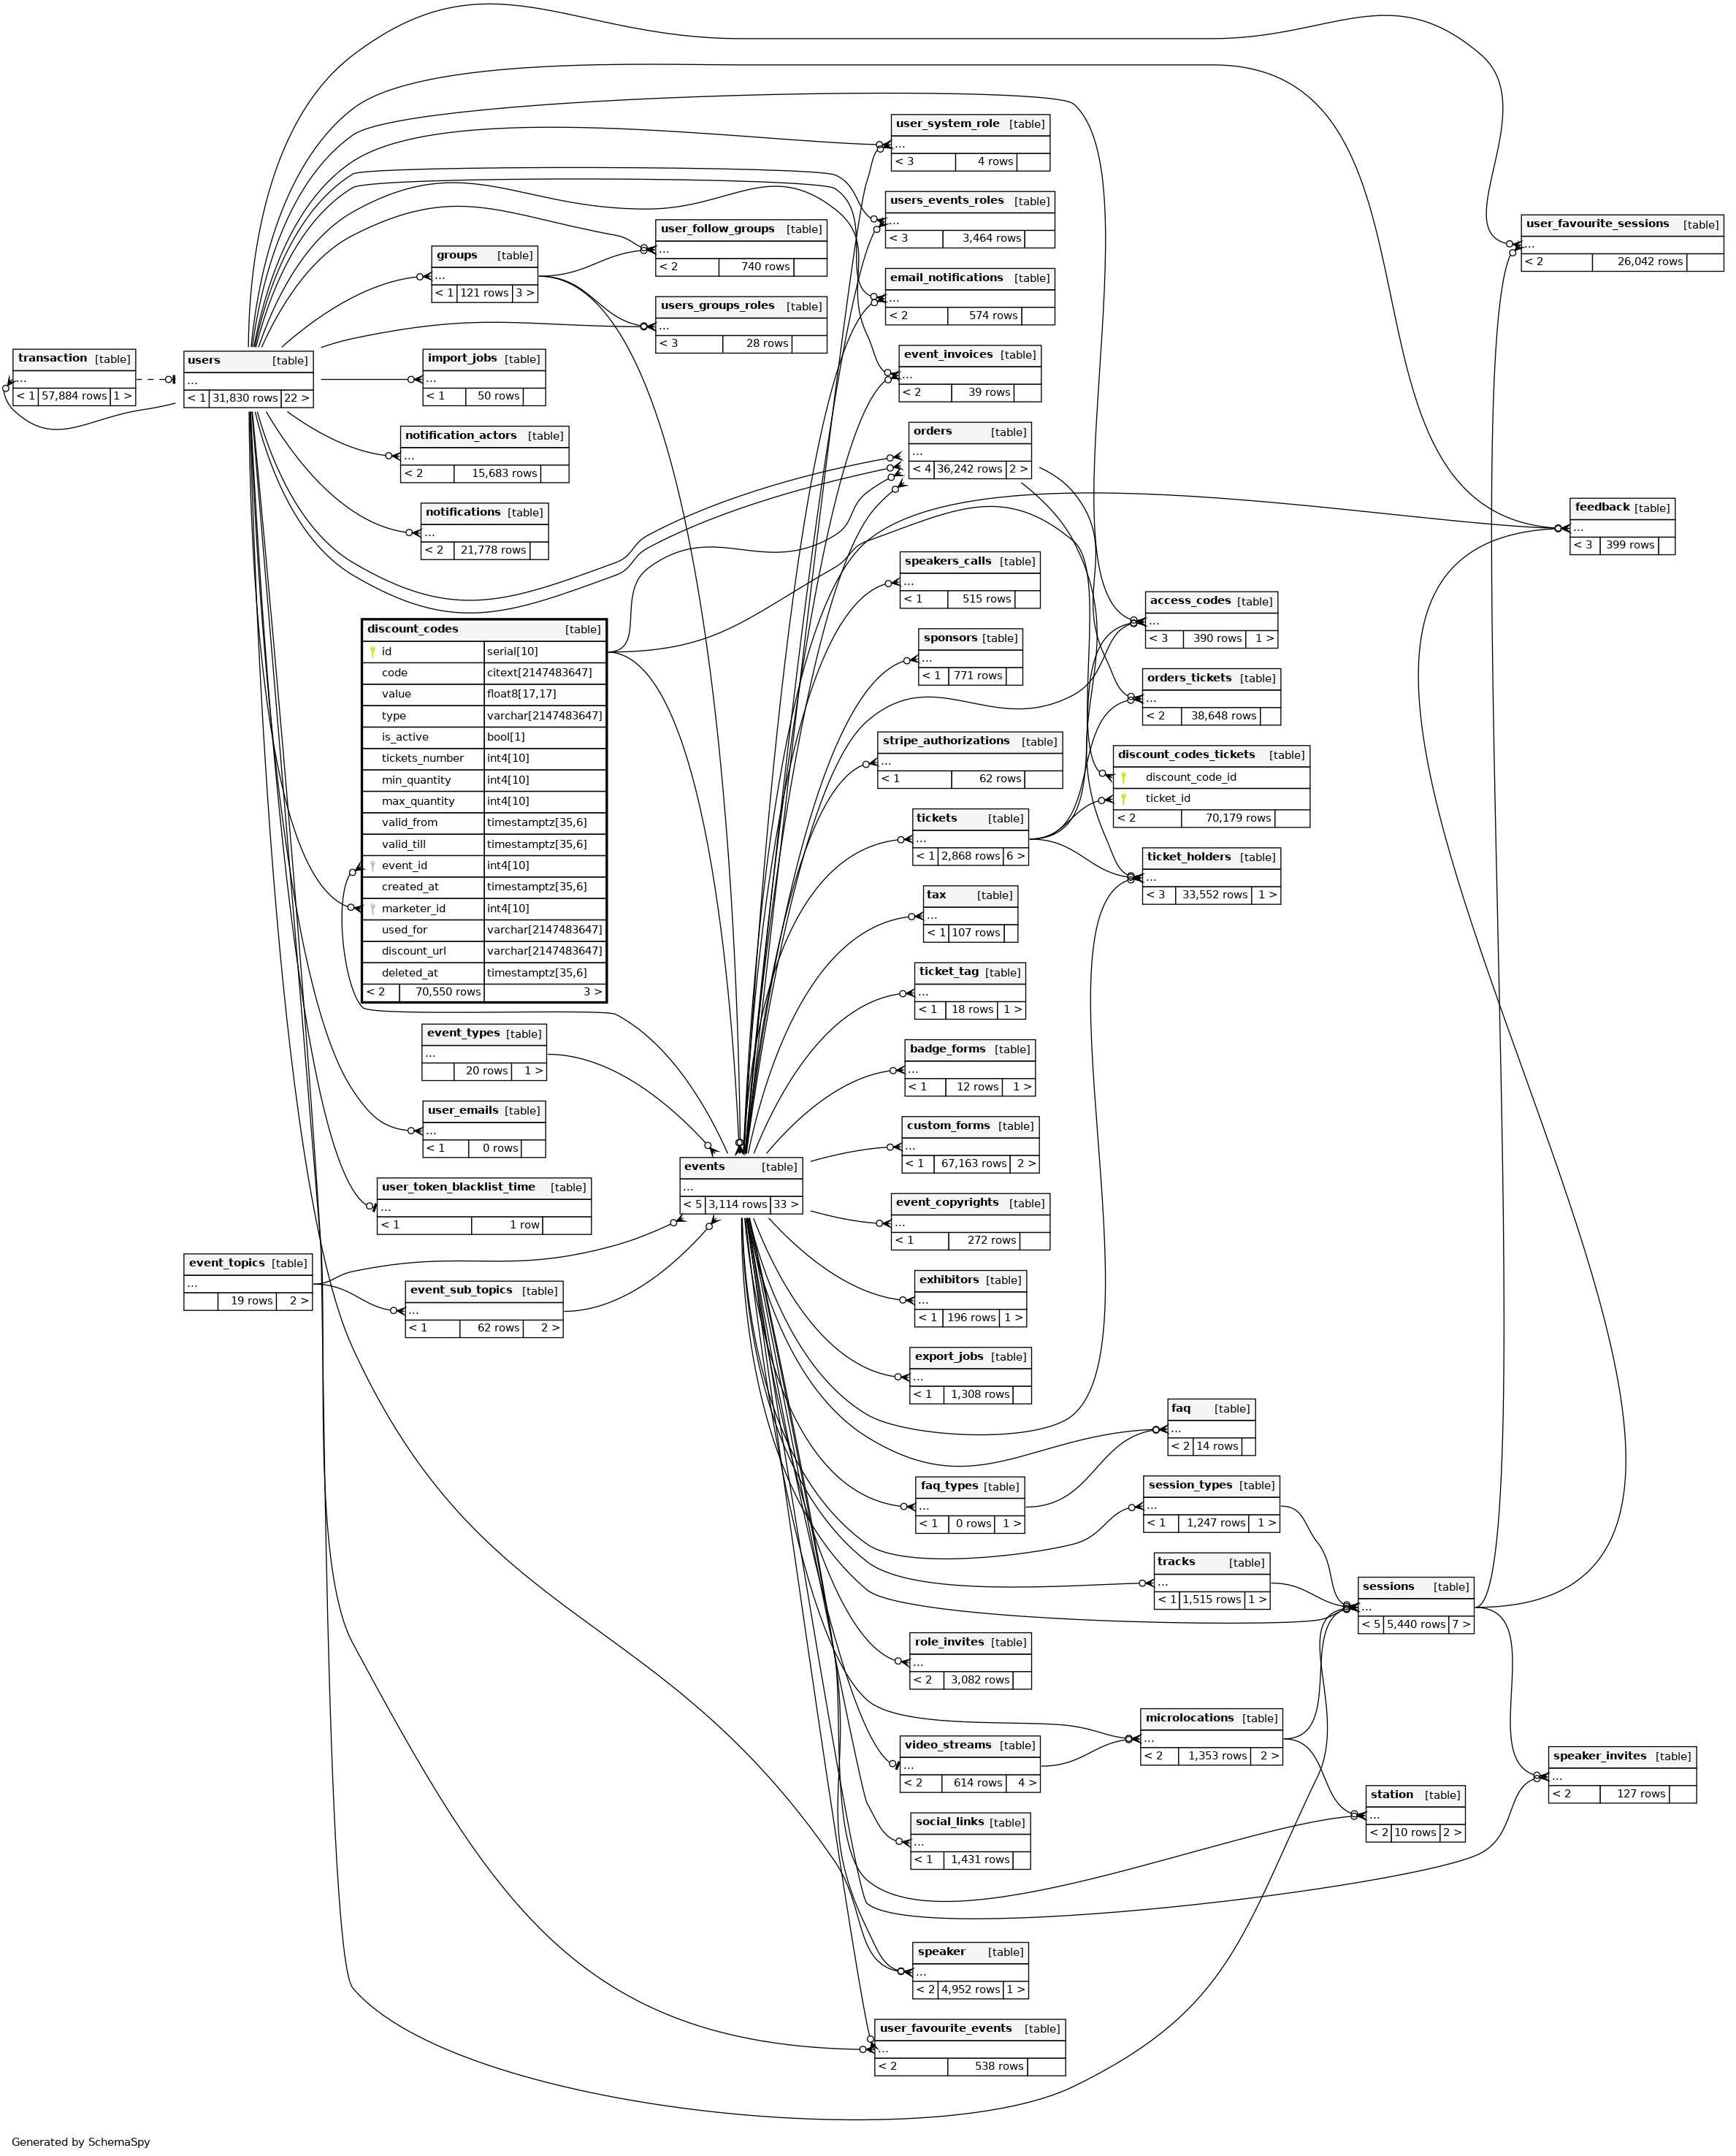 user_system_role [table]
...
< 3 4 rows
users_events_roles [table]
...
< 3 3,464 rows
user_favourite_sessions [table]
...
< 2 26,042 rows
user_follow_groups [table]
...
< 2 740 rows
groups [table]
...
< 1 121 rows 3 >
email_notifications [table]
...
< 2 574 rows
users_groups_roles [table]
...
< 3 28 rows
transaction [table]
...
< 1 57,884 rows 1 >
users [table]
...
< 1 31,830 rows 22 >
import_jobs [table]
...
< 1 50 rows
event_invoices [table]
...
< 2 39 rows
notification_actors [table]
...
< 2 15,683 rows
orders [table]
...
< 4 36,242 rows 2 >
notifications [table]
...
< 2 21,778 rows
feedback [table]
...
< 3 399 rows
speakers_calls [table]
...
< 1 515 rows
access_codes [table]
...
< 3 390 rows 1 >
discount_codes [table]
id serial[10]
code citext[2147483647]
value float8[17,17]
type varchar[2147483647]
is_active bool[1]
tickets_number int4[10]
min_quantity int4[10]
max_quantity int4[10]
valid_from timestamptz[35,6]
valid_till timestamptz[35,6]
event_id int4[10]
created_at timestamptz[35,6]
marketer_id int4[10]
used_for varchar[2147483647]
discount_url varchar[2147483647]
deleted_at timestamptz[35,6]
< 2 70,550 rows 3 >
sponsors [table]
...
< 1 771 rows
orders_tickets [table]
...
< 2 38,648 rows
stripe_authorizations [table]
...
< 1 62 rows
discount_codes_tickets [table]
discount_code_id
ticket_id
< 2 70,179 rows
tickets [table]
...
< 1 2,868 rows 6 >
ticket_holders [table]
...
< 3 33,552 rows 1 >
tax [table]
...
< 1 107 rows
ticket_tag [table]
...
< 1 18 rows 1 >
event_types [table]
...
20 rows 1 >
badge_forms [table]
...
< 1 12 rows 1 >
user_emails [table]
...
< 1 0 rows
custom_forms [table]
...
< 1 67,163 rows 2 >
events [table]
...
< 5 3,114 rows 33 >
user_token_blacklist_time [table]
...
< 1 1 row
event_copyrights [table]
...
< 1 272 rows
event_topics [table]
...
19 rows 2 >
event_sub_topics [table]
...
< 1 62 rows 2 >
exhibitors [table]
...
< 1 196 rows 1 >
export_jobs [table]
...
< 1 1,308 rows
faq [table]
...
< 2 14 rows
faq_types [table]
...
< 1 0 rows 1 >
session_types [table]
...
< 1 1,247 rows 1 >
tracks [table]
...
< 1 1,515 rows 1 >
sessions [table]
...
< 5 5,440 rows 7 >
role_invites [table]
...
< 2 3,082 rows
microlocations [table]
...
< 2 1,353 rows 2 >
video_streams [table]
...
< 2 614 rows 4 >
speaker_invites [table]
...
< 2 127 rows
station [table]
...
< 2 10 rows 2 >
social_links [table]
...
< 1 1,431 rows
speaker [table]
...
< 2 4,952 rows 1 >
user_favourite_events [table]
...
< 2 538 rows
Generated by SchemaSpy